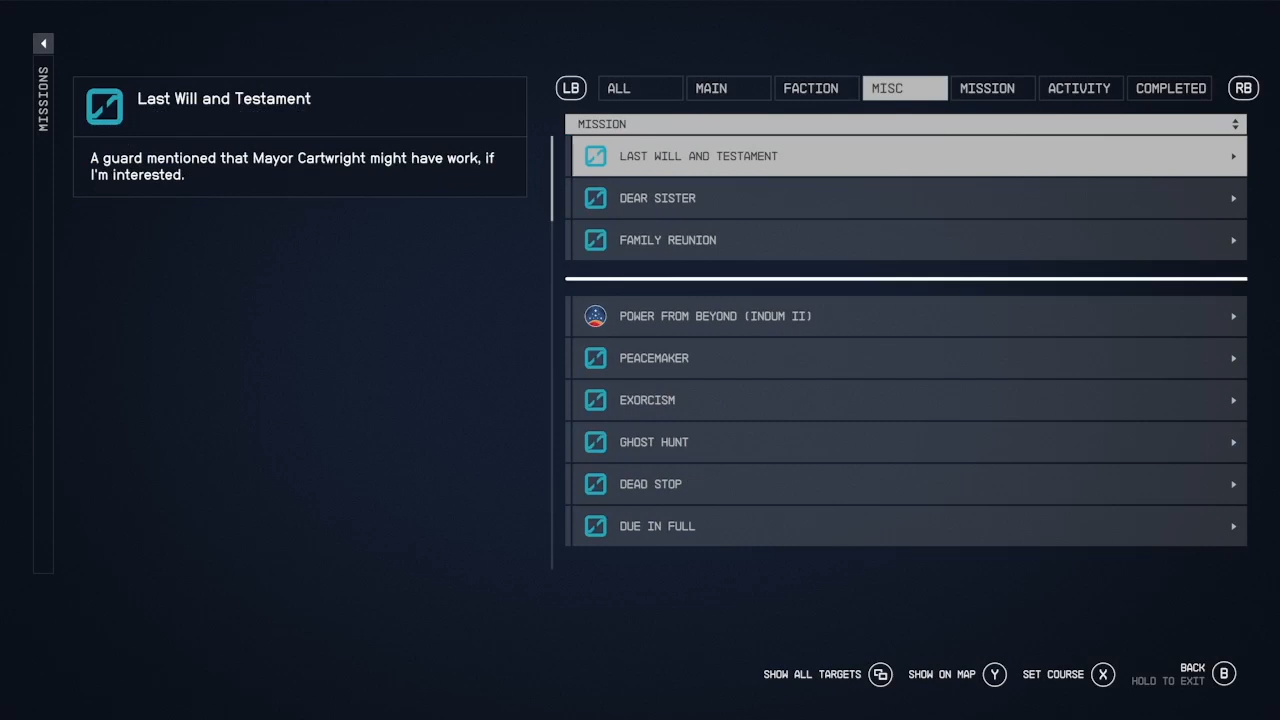 MISSIONS
Last Will and Testament
A guard mentioned that Mayor Cartwright might have work, if
I'm interested.
LB
ALL
MAIN
FACTION
MISC
MISSION
ACTIVITY
COMPLETED
RB
MISSION
LAST WILL AND TESTAMENT
DEAR SISTER
FAMILY REUNION
POWER FROM BEYOND (INDUM II)
PEACEMAKER
EXORCISM
GHOST HUNT
DEAD STOP
DUE IN FULL
SHOW ALL TARGETS
SHOW ON MAP Y
SET COURSE X
BACK B
HOLD TO EXIT